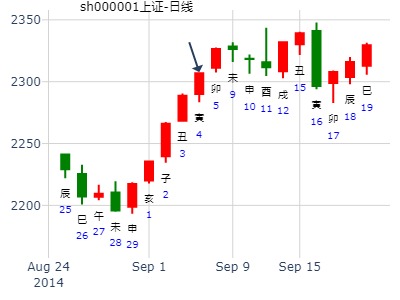 sh000001上证-日线
2350
2300
2250
2200
辰
25
巳
26
午
27
未
28
申
29
亥
1
子
2
丑
3
寅
4
卯
5
未
9
申
10
酉
11
戌
12
丑
15
寅
16
卯
17
辰
18
巳
19
Aug 24
2014
Sep 1
Sep 9
Sep 15